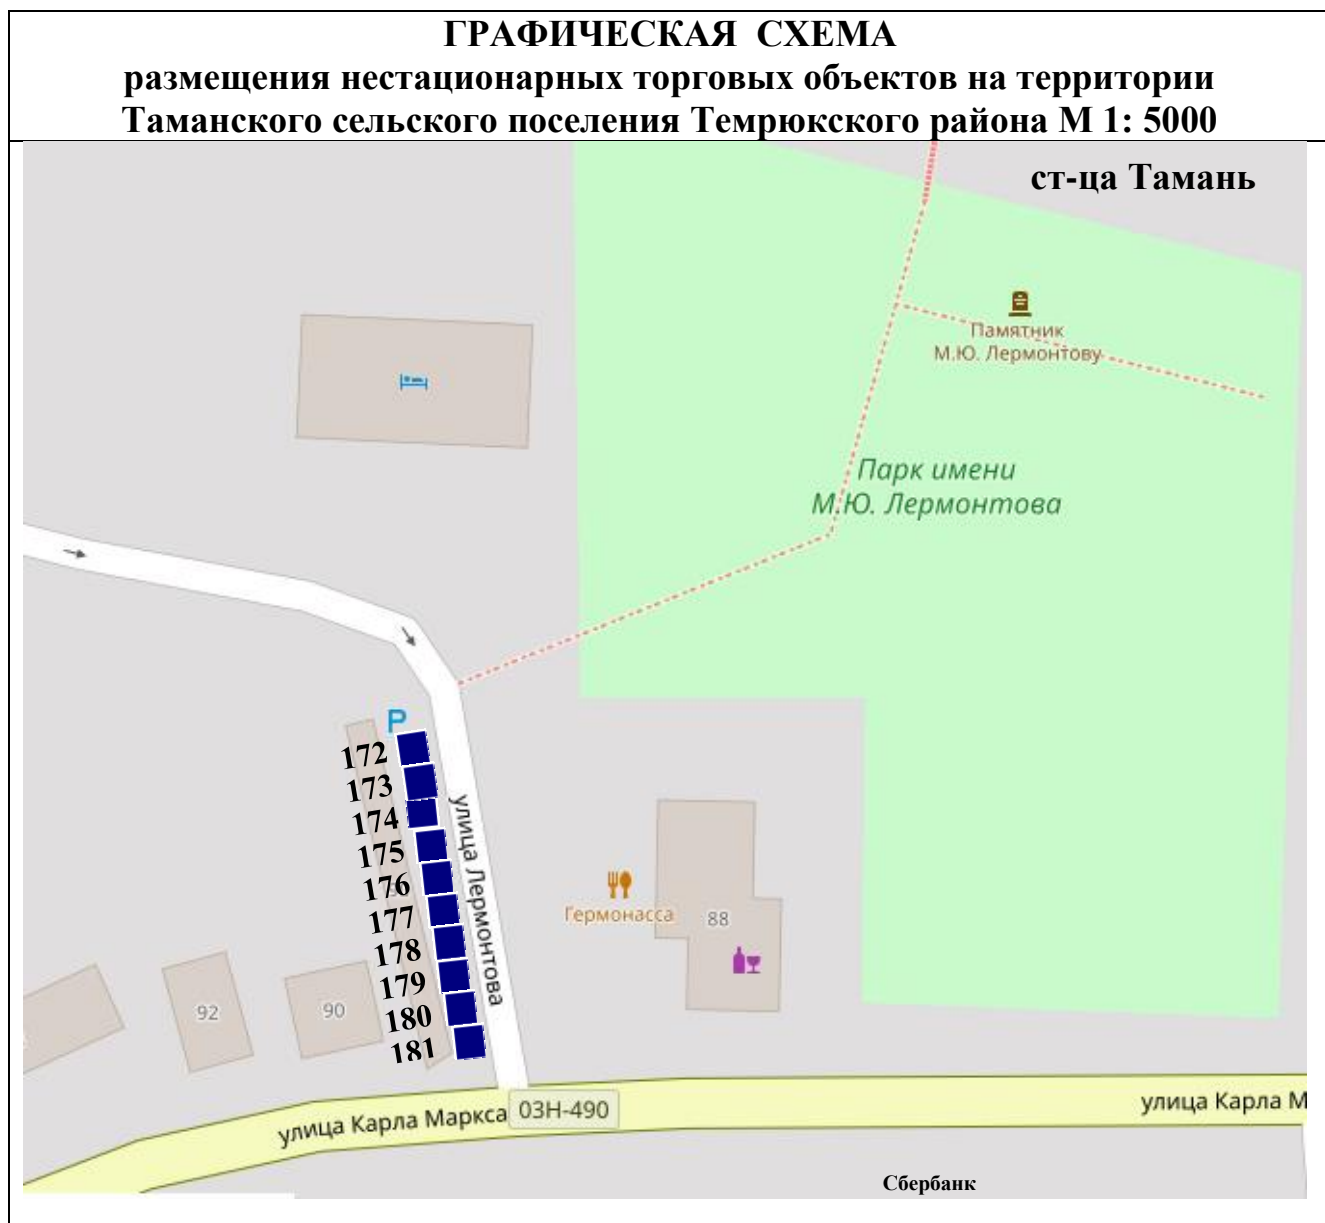 ГРАФИЧЕСКАЯ СХЕМА
размещения нестационарных торговых объектов на территории
Таманского сельского поселения Темрюкского района М 1: 5000
ст-ца Тамань
Памятник
М.Ю. Лермонтову
Парк имени
М.Ю. Лермонтова
P
172
173
174
175
176
177
178
179
180
181
улица Лермонтова
Гермонасса
88
92
90
улица Карла Маркса
03Н-490
улица Карла М
Сбербанк